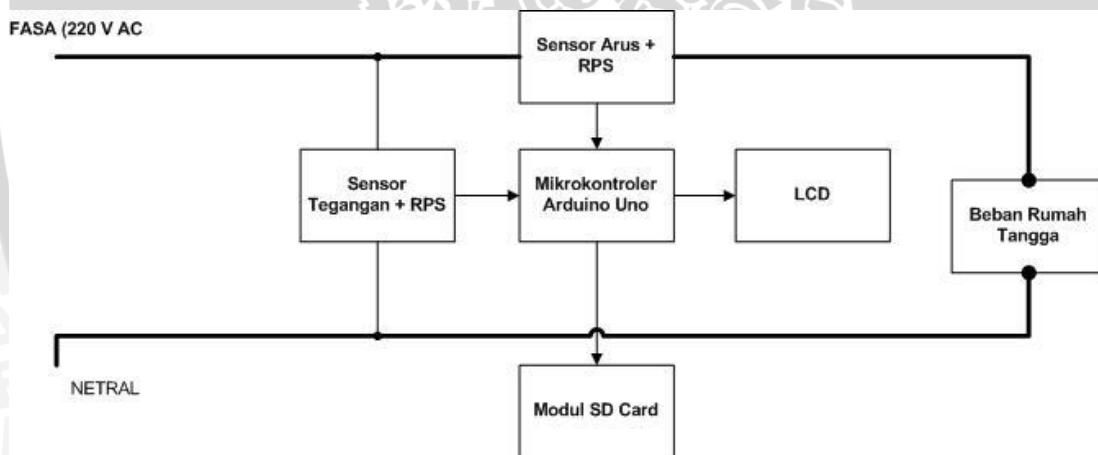 FASA (220 V AC
Sensor Arus +
RPS
Sensor
Tegangan + RPS
Mikrokontroler
Arduino Uno
LCD
Beban Rumah
Tangga
NETRAL
Modul SD Card